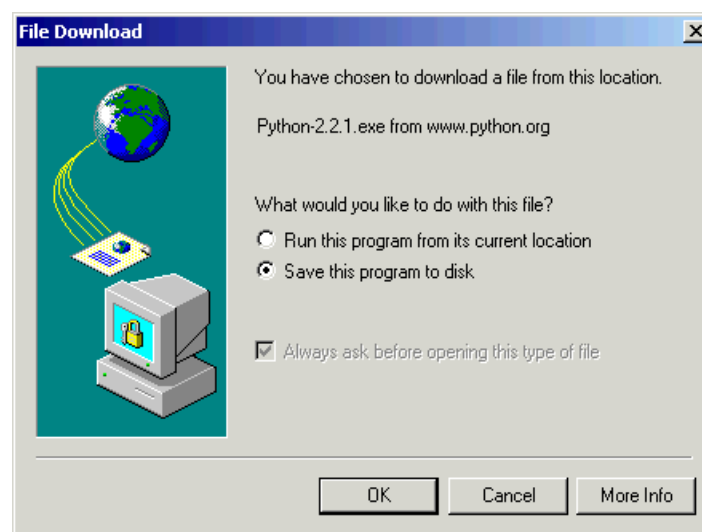 File Download
You have chosen to download a file from this location.
Python-2.2.1.exe from www.python.org
What would you like to do with this file?
Run this program from its current location
Save this program to disk
Always ask before opening this type of file
OK
Cancel
More Info